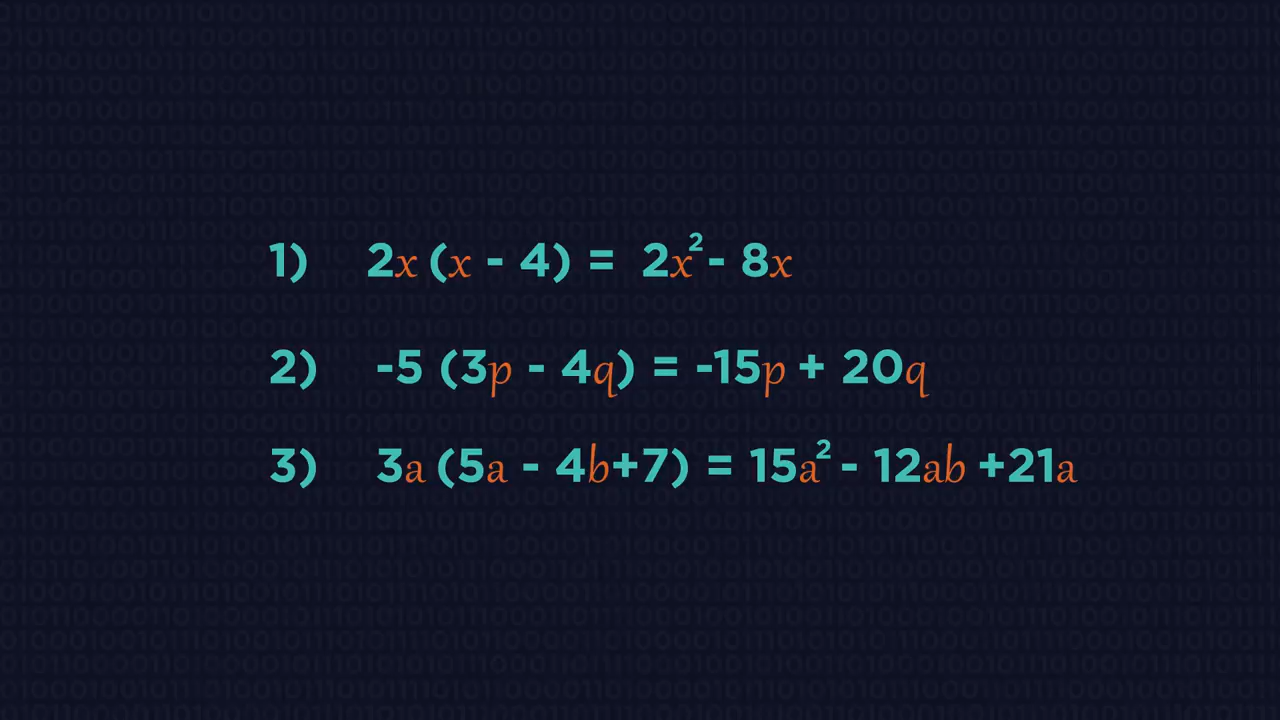 1) 2x (x - 4) = 2x² - 8x
2) -5 (3p - 4q) = -15p + 20q
3) 3a (5a - 4b+7) = 15a² - 12ab +21a